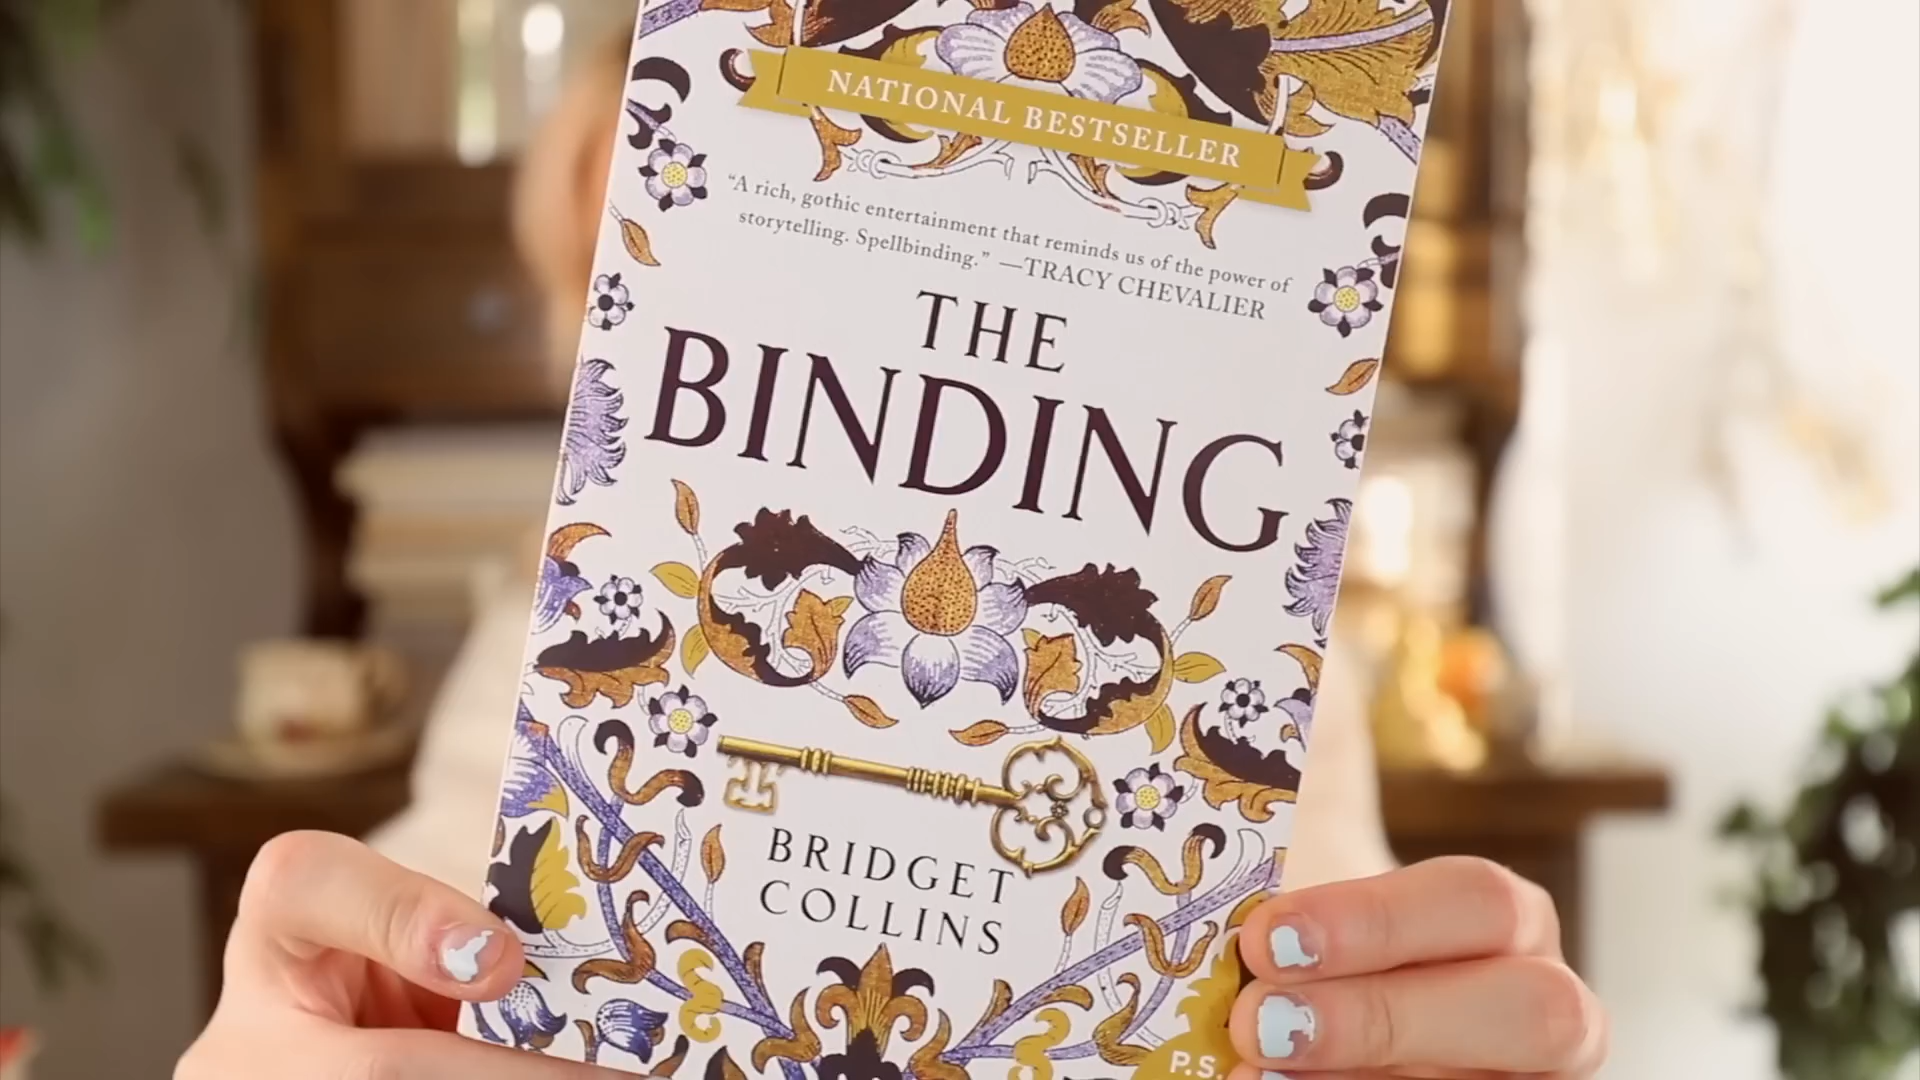 NATIONAL BESTSELLER
“A rich, gothic entertainment that reminds us of the power of
storytelling. Spellbinding.” —TRACY CHEVALIER
THE
BINDING
BRIDGET
COLLINS
P.S.